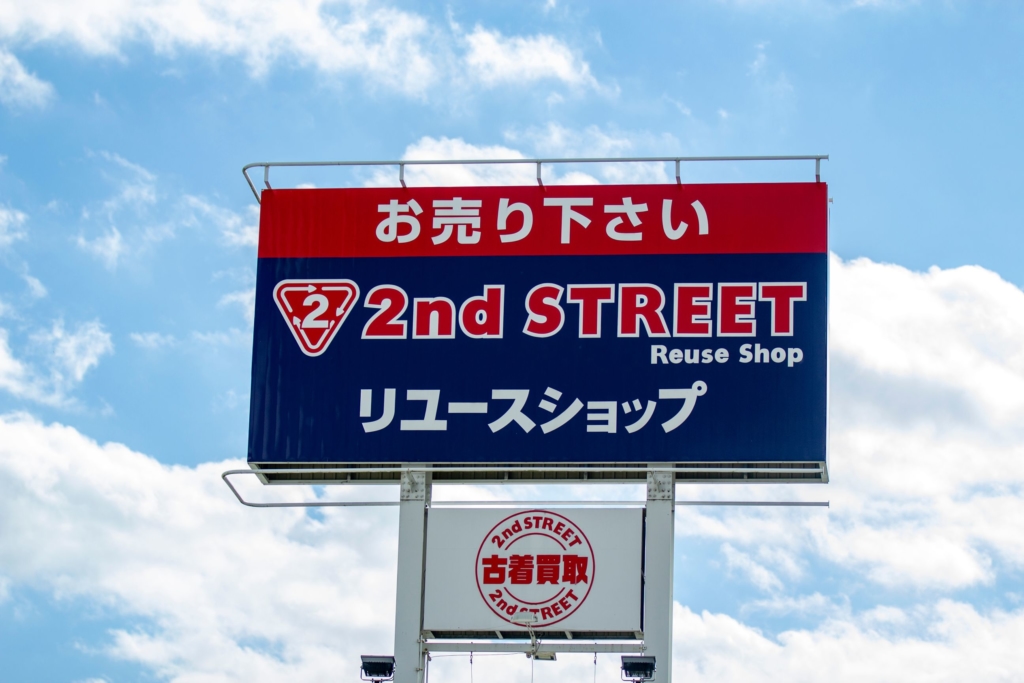 お売り下さい
2 2nd STREET
Reuse Shop
リユースショップ
2nd STREET
古着買取
2nd STREET